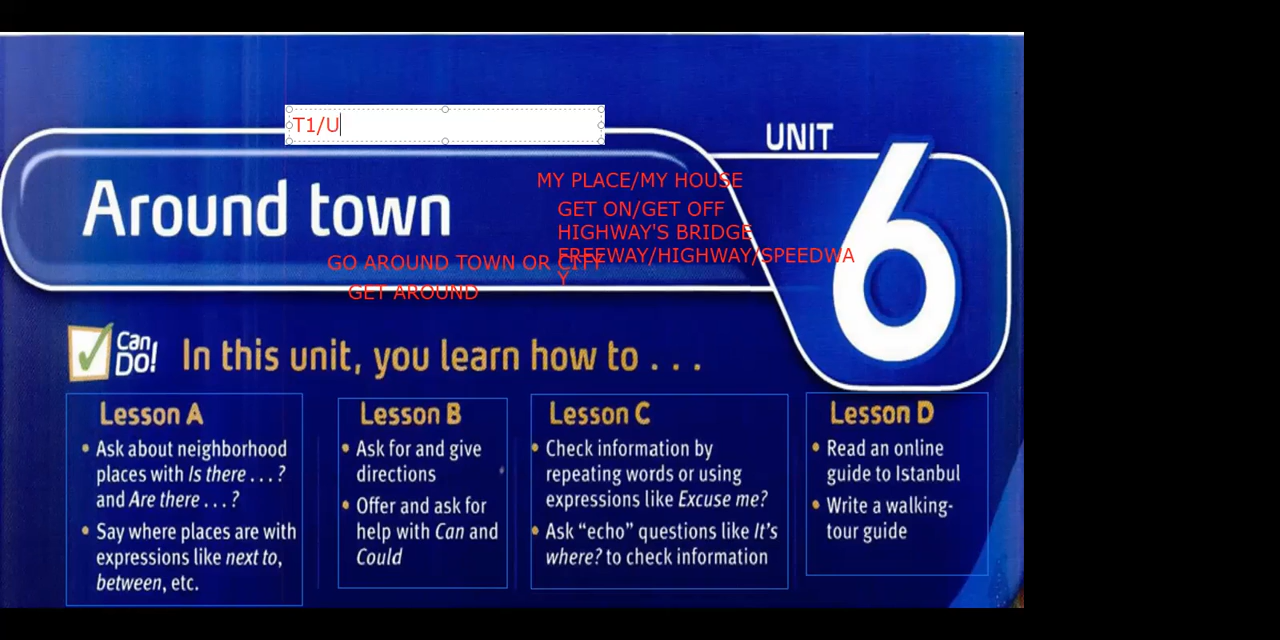 T1/U
UNIT
6
Around town
MY PLACE/MY HOUSE
GET ON/GET OFF
HIGHWAY'S BRIDGE
FREEWAY/HIGHWAY/SPEEDWA
Y
GO AROUND TOWN OR CITY
GET AROUND
Can
DO!
In this unit, you learn how to . . .
Lesson A
• Ask about neighborhood
places with Is there . . . ?
and Are there . . . ?
• Say where places are with
expressions like next to,
between, etc.
Lesson B
• Ask for and give
directions
• Offer and ask for
help with Can and
Could
Lesson C
• Check information by
repeating words or using
expressions like Excuse me?
• Ask “echo” questions like It's
where? to check information
Lesson D
• Read an online
guide to Istanbul
• Write a walking-
tour guide